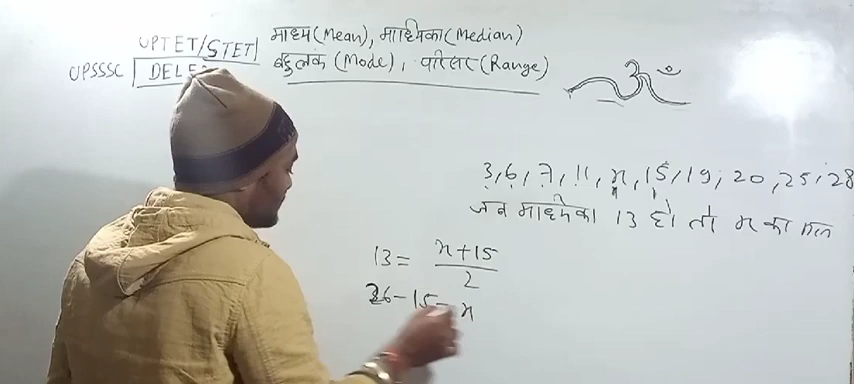 UPTET/STET माध्य (Mean), माध्यिका (Median)
UPSSSC बहुलक (Mode), परिसर (Range)
ॐ
3, 6, 7, 11, x, 15, 19, 20, 25, 28
जब माध्यिका 13 हो तो x का मान
13 = x+15
2
26-15=x